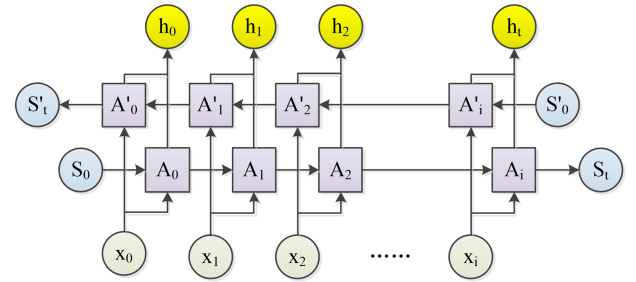 h₀ h₁ h₂ hₜ
S'ₜ A'₀ A'₁ A'₂ A'ᵢ S'₀
S₀ A₀ A₁ A₂ Aᵢ Sₜ
x₀ x₁ x₂ …… xᵢ